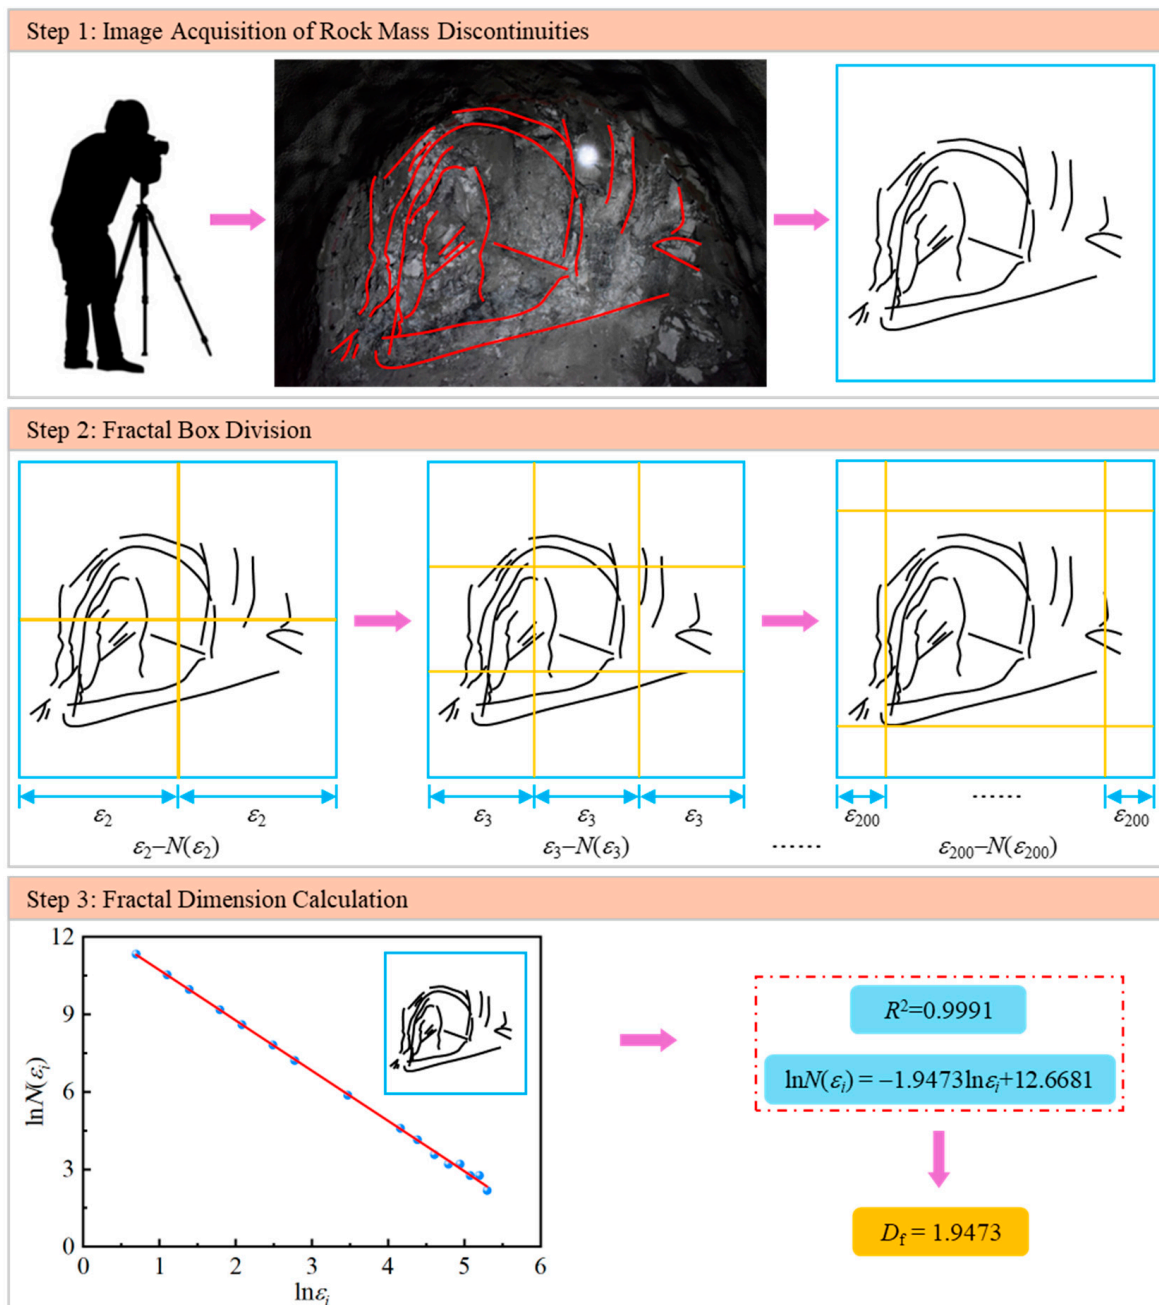 Step 1: Image Acquisition of Rock Mass Discontinuities
Step 2: Fractal Box Division
ε₂ ε₂ ε₃ ε₃ ε₃ ε₂₀₀ ...... ε₂₀₀
ε₂–N(ε₂) ε₃–N(ε₃) ...... ε₂₀₀–N(ε₂₀₀)
Step 3: Fractal Dimension Calculation
12
9
6
3
0
lnN(εᵢ)
0 1 2 3 4 5 6
lnεᵢ
R²=0.9991
lnN(εᵢ) = –1.9473lnεᵢ+12.6681
D_f = 1.9473